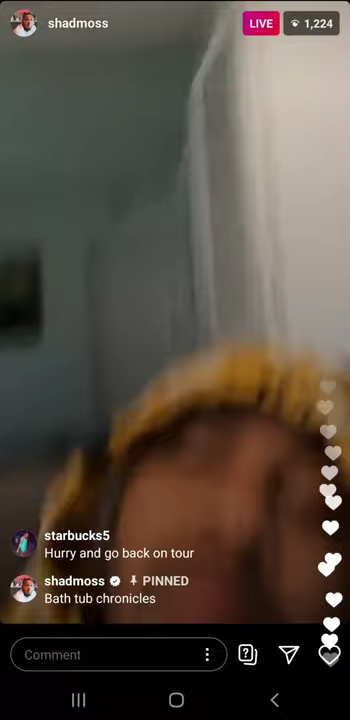 shadmoss
LIVE
1,224
starbucks5
Hurry and go back on tour
shadmoss PINNED
Bath tub chronicles
Comment